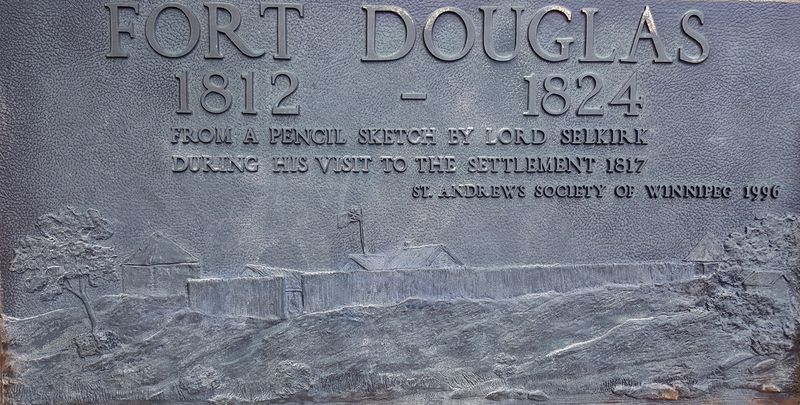 FORT DOUGLAS
1812 - 1824
FROM A PENCIL SKETCH BY LORD SELKIRK
DURING HIS VISIT TO THE SETTLEMENT 1817
ST. ANDREWS SOCIETY OF WINNIPEG 1996